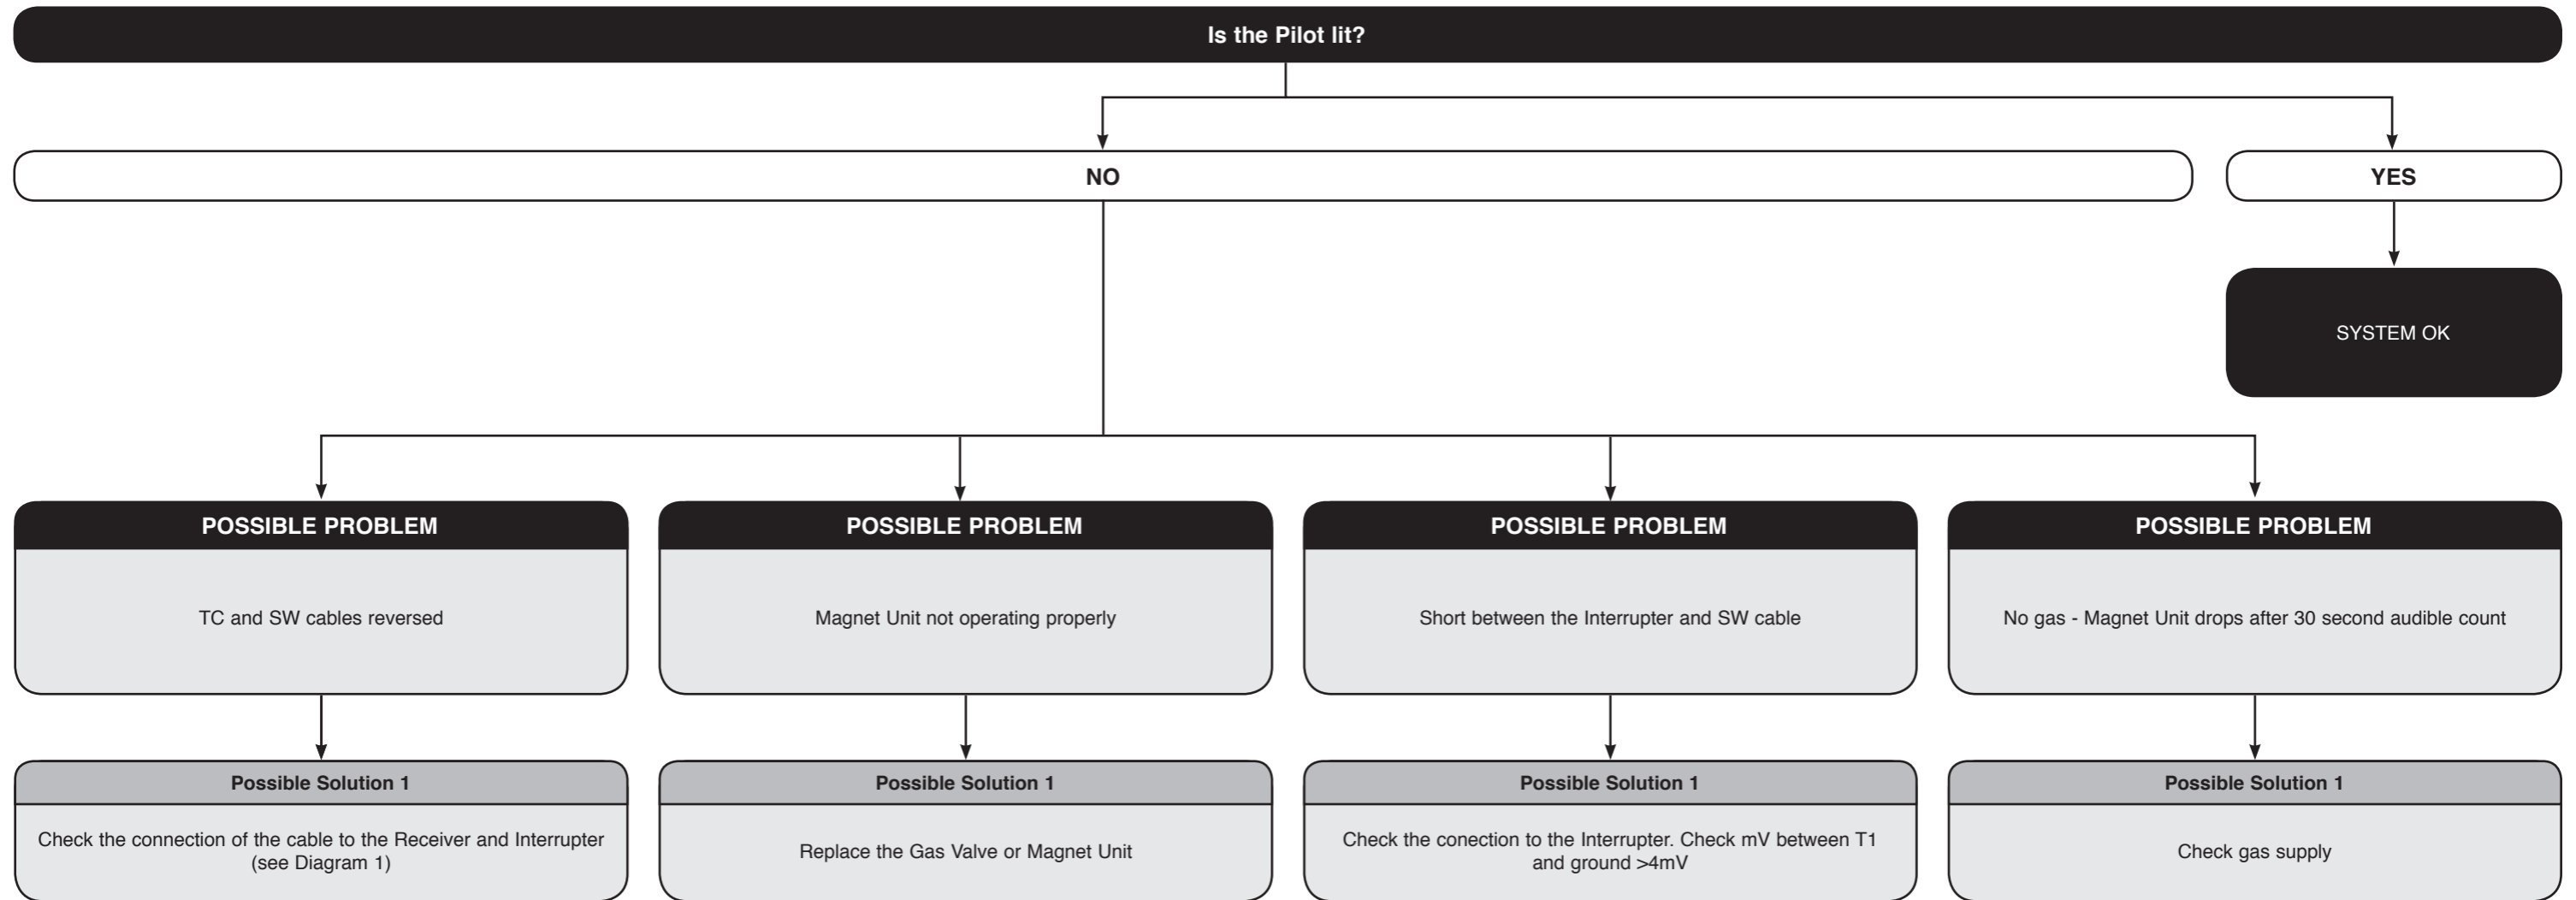 Is the Pilot lit?
NO
YES
SYSTEM OK
POSSIBLE PROBLEM
TC and SW cables reversed
POSSIBLE PROBLEM
Magnet Unit not operating properly
POSSIBLE PROBLEM
Short between the Interrupter and SW cable
POSSIBLE PROBLEM
No gas - Magnet Unit drops after 30 second audible count
Possible Solution 1
Check the connection of the cable to the Receiver and Interrupter
(see Diagram 1)
Possible Solution 1
Replace the Gas Valve or Magnet Unit
Possible Solution 1
Check the conection to the Interrupter. Check mV between T1
and ground >4mV
Possible Solution 1
Check gas supply